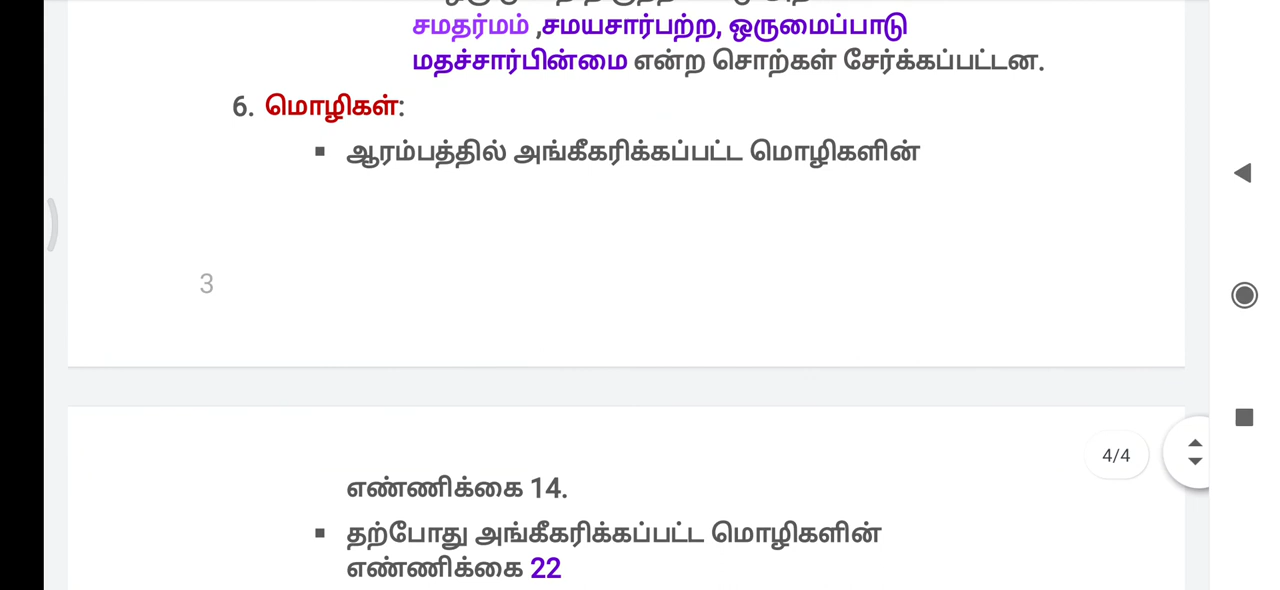 சமதர்மம் ,சமயசார்பற்ற, ஒருமைப்பாடு
மதச்சார்பின்மை என்ற சொற்கள் சேர்க்கப்பட்டன.
6. மொழிகள்:
▪ ஆரம்பத்தில் அங்கீகரிக்கப்பட்ட மொழிகளின்
3
4/4
எண்ணிக்கை 14.
▪ தற்போது அங்கீகரிக்கப்பட்ட மொழிகளின்
எண்ணிக்கை 22